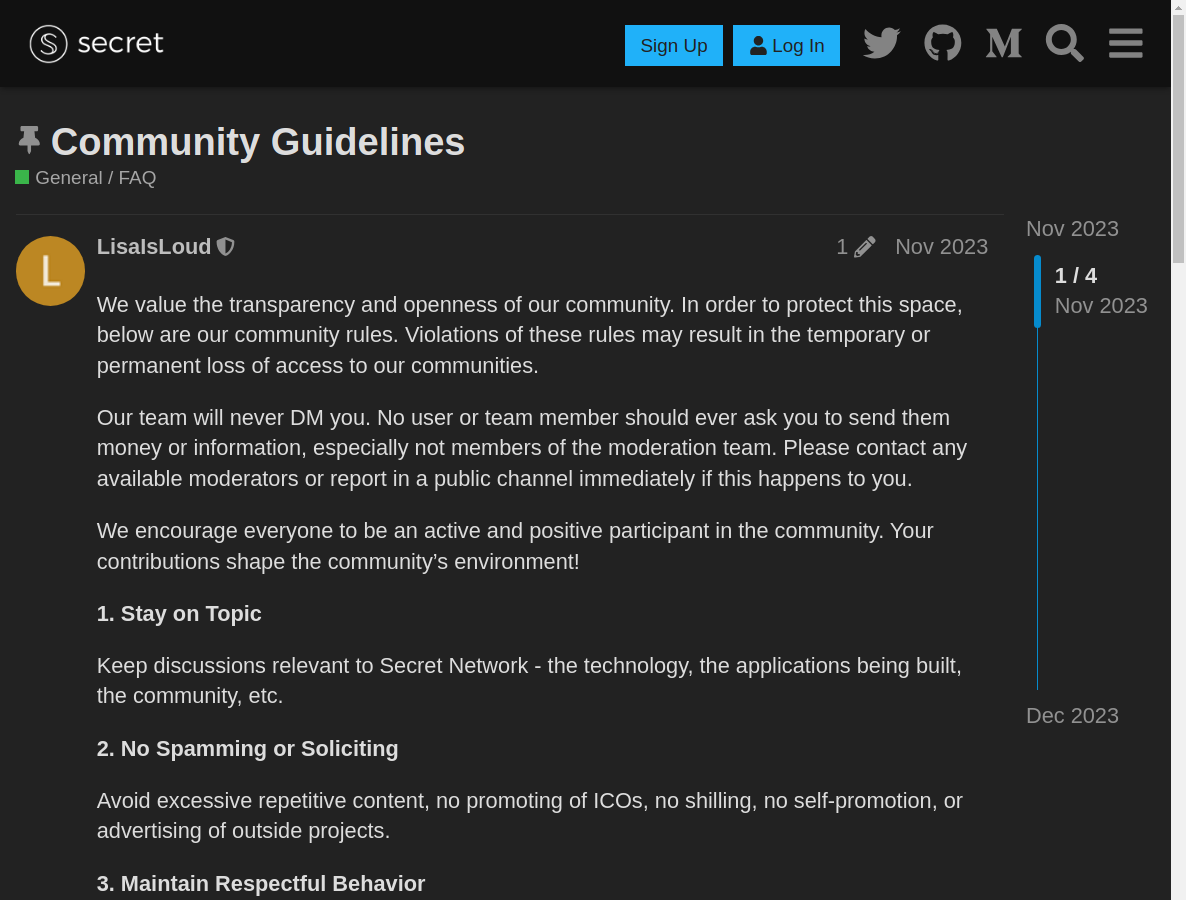 secret
Sign Up
Log In
Community Guidelines
General / FAQ
L
LisaIsLoud
1
Nov 2023
We value the transparency and openness of our community. In order to protect this space,
below are our community rules. Violations of these rules may result in the temporary or
permanent loss of access to our communities.
Our team will never DM you. No user or team member should ever ask you to send them
money or information, especially not members of the moderation team. Please contact any
available moderators or report in a public channel immediately if this happens to you.
We encourage everyone to be an active and positive participant in the community. Your
contributions shape the community’s environment!
1. Stay on Topic
Keep discussions relevant to Secret Network - the technology, the applications being built,
the community, etc.
2. No Spamming or Soliciting
Avoid excessive repetitive content, no promoting of ICOs, no shilling, no self-promotion, or
advertising of outside projects.
3. Maintain Respectful Behavior
Nov 2023
1 / 4
Nov 2023
Dec 2023